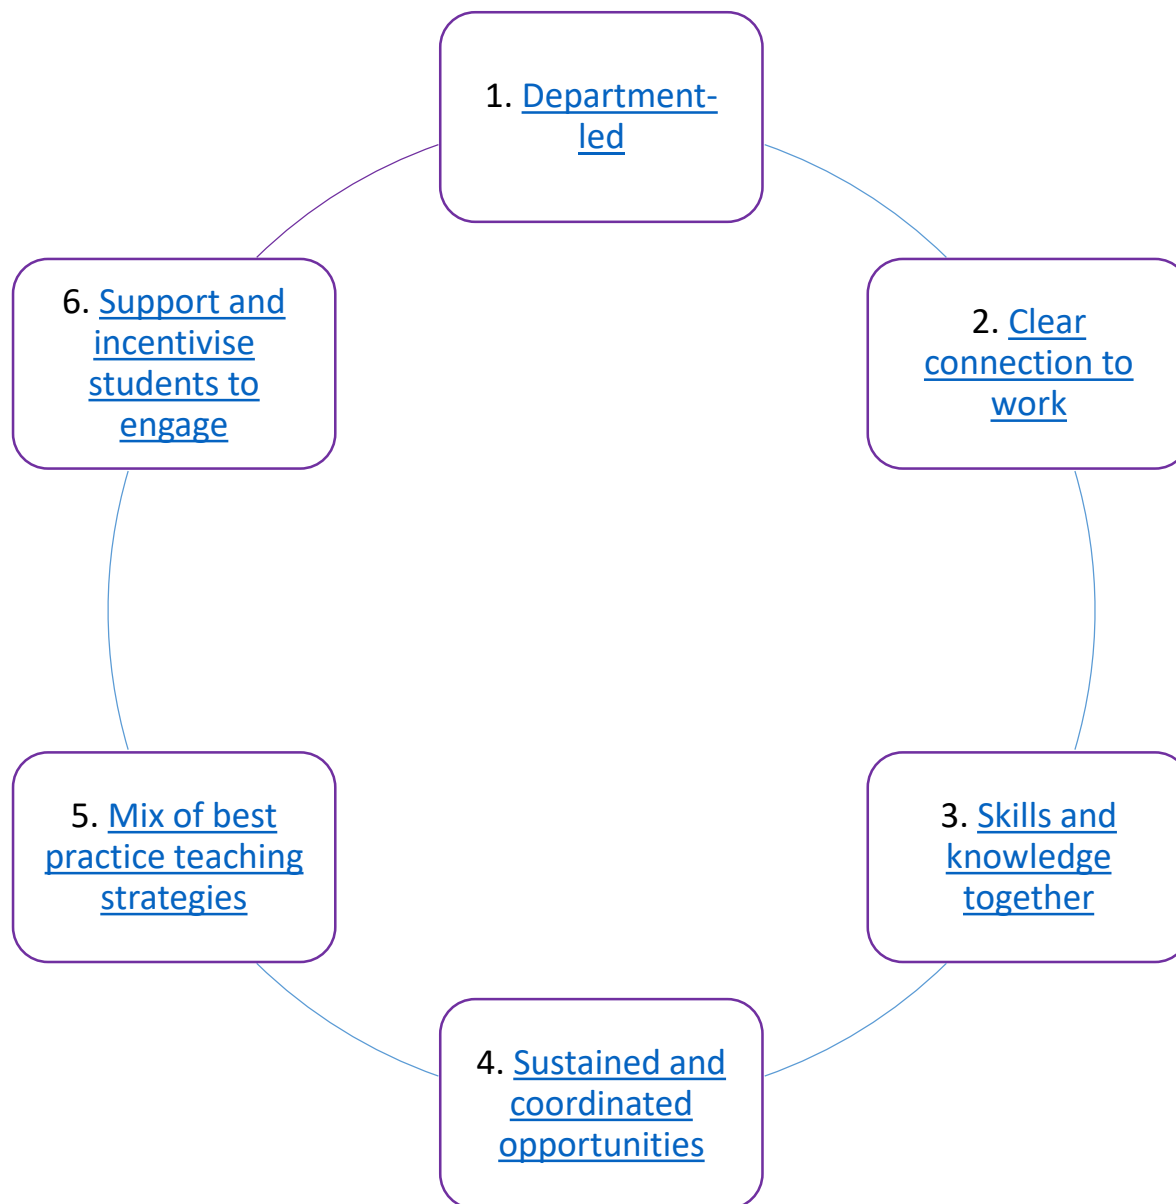 1. Department-
led
2. Clear
connection to
work
3. Skills and
knowledge
together
4. Sustained and
coordinated
opportunities
5. Mix of best
practice teaching
strategies
6. Support and
incentivise
students to
engage